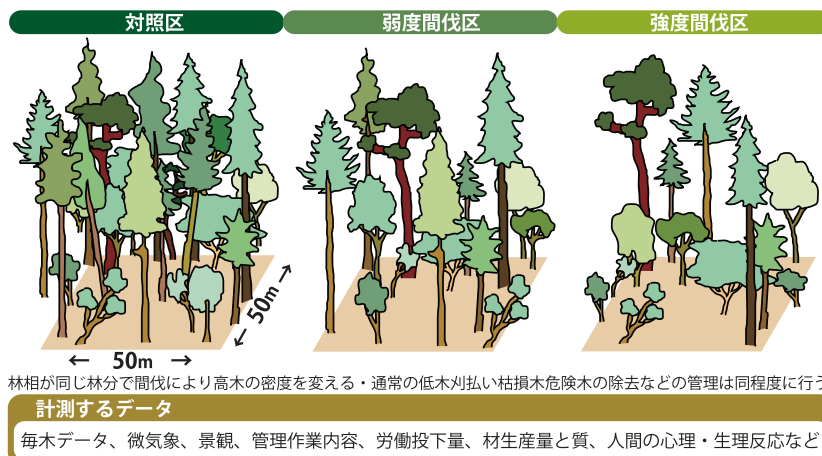 対照区 弱度間伐区 強度間伐区
50m
50m
林相が同じ林分で間伐により高木の密度を変える・通常の低木刈払い枯損木危険木の除去などの管理は同程度に行う
計測するデータ
毎木データ、微気象、景観、管理作業内容、労働投下量、材生産量と質、人間の心理・生理反応など